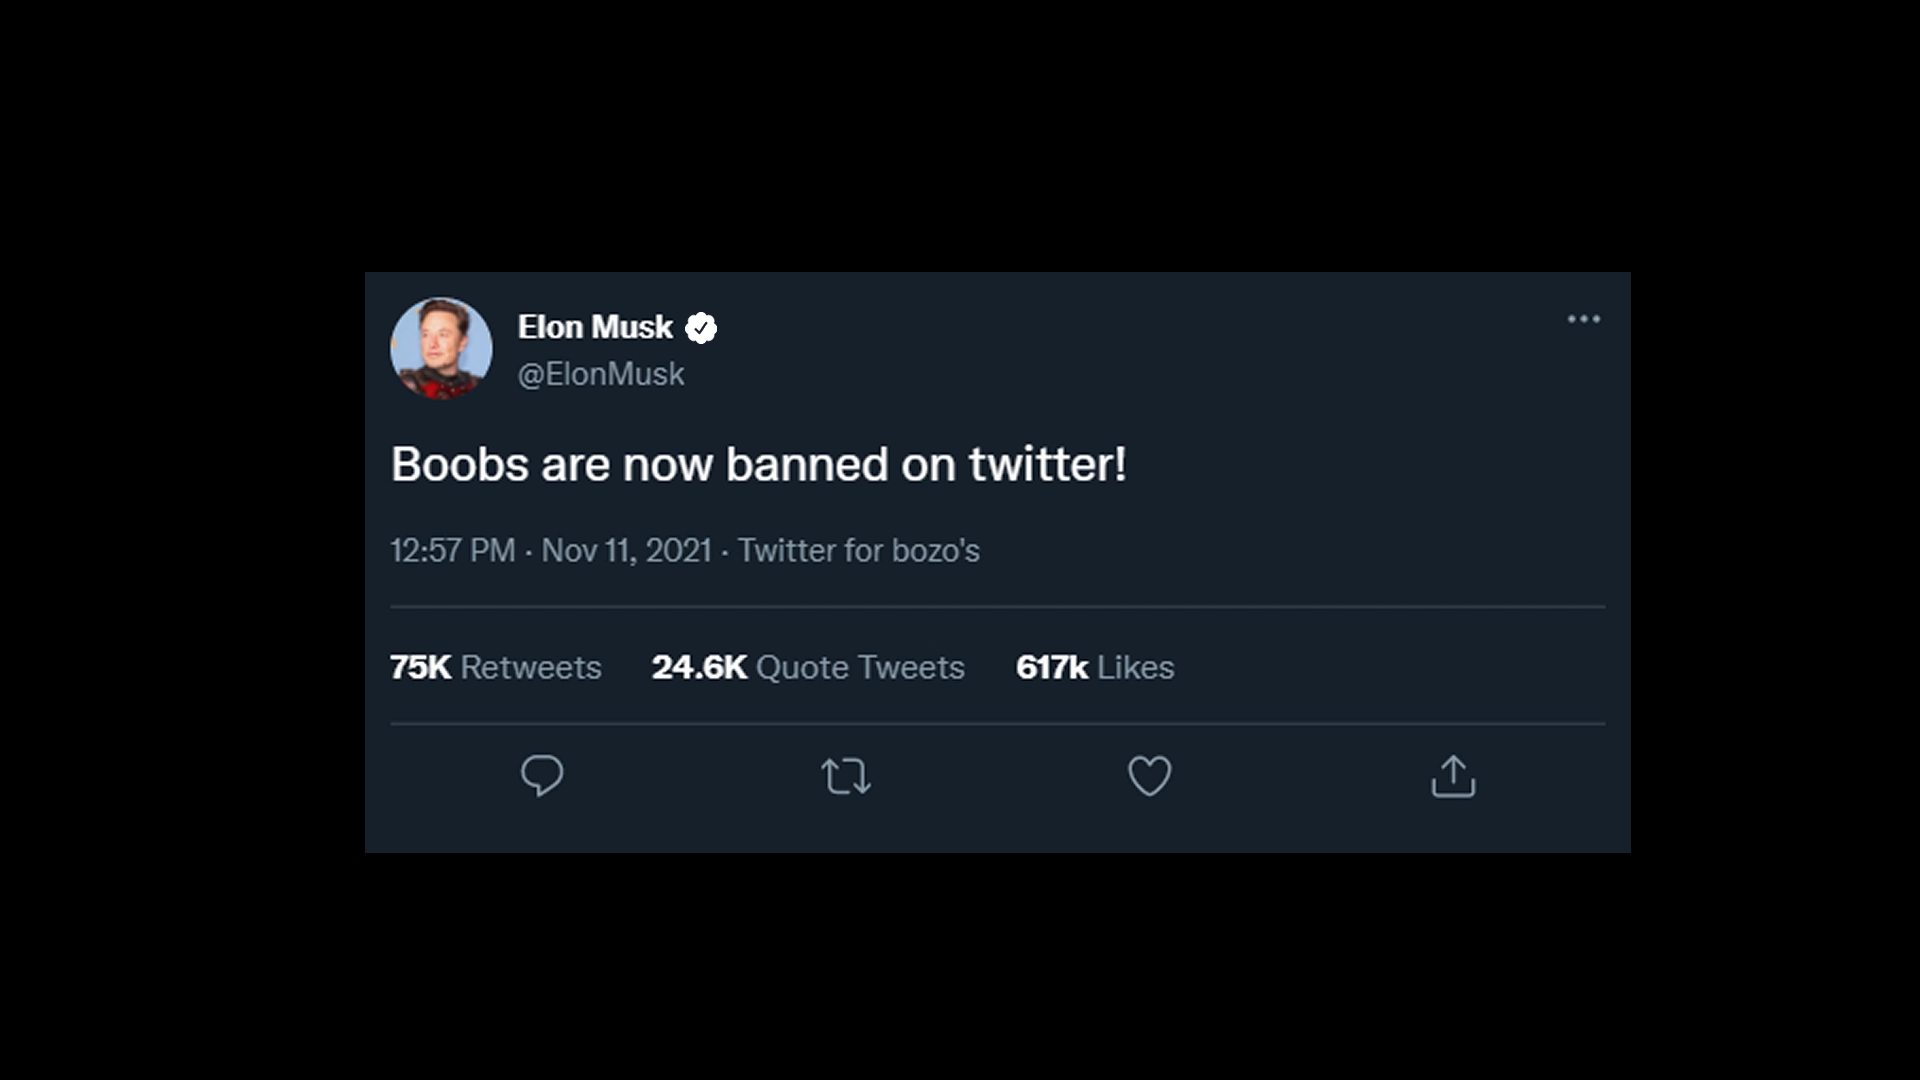 Elon Musk
@ElonMusk
Boobs are now banned on twitter!
12:57 PM · Nov 11, 2021 · Twitter for bozo's
75K Retweets 24.6K Quote Tweets 617k Likes